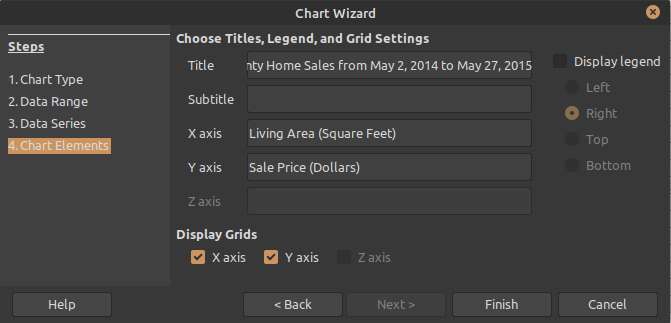 Chart Wizard
Steps
1. Chart Type
2. Data Range
3. Data Series
4. Chart Elements
Choose Titles, Legend, and Grid Settings
Title nty Home Sales from May 2, 2014 to May 27, 2015
Subtitle
X axis Living Area (Square Feet)
Y axis Sale Price (Dollars)
Z axis
Display legend
Left
Right
Top
Bottom
Display Grids
X axis Y axis Z axis
Help < Back Next > Finish Cancel